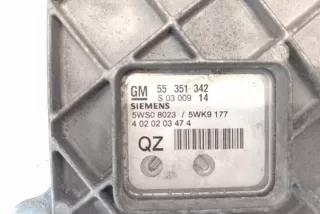 GM 55 351 342
S 03 009 14
SIEMENS
5WS0 8023 / 5WK9 177
4 02 02 03 47 4
QZ